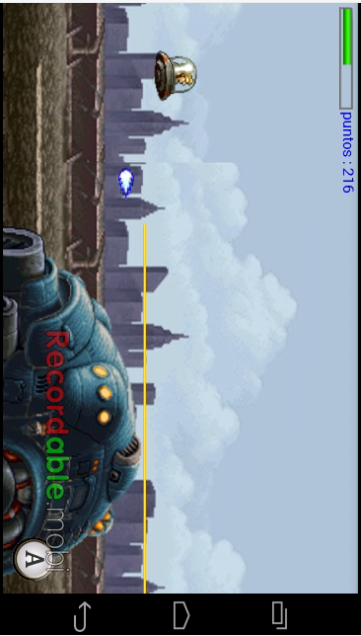 puntos : 216
Recordable.mobi
A